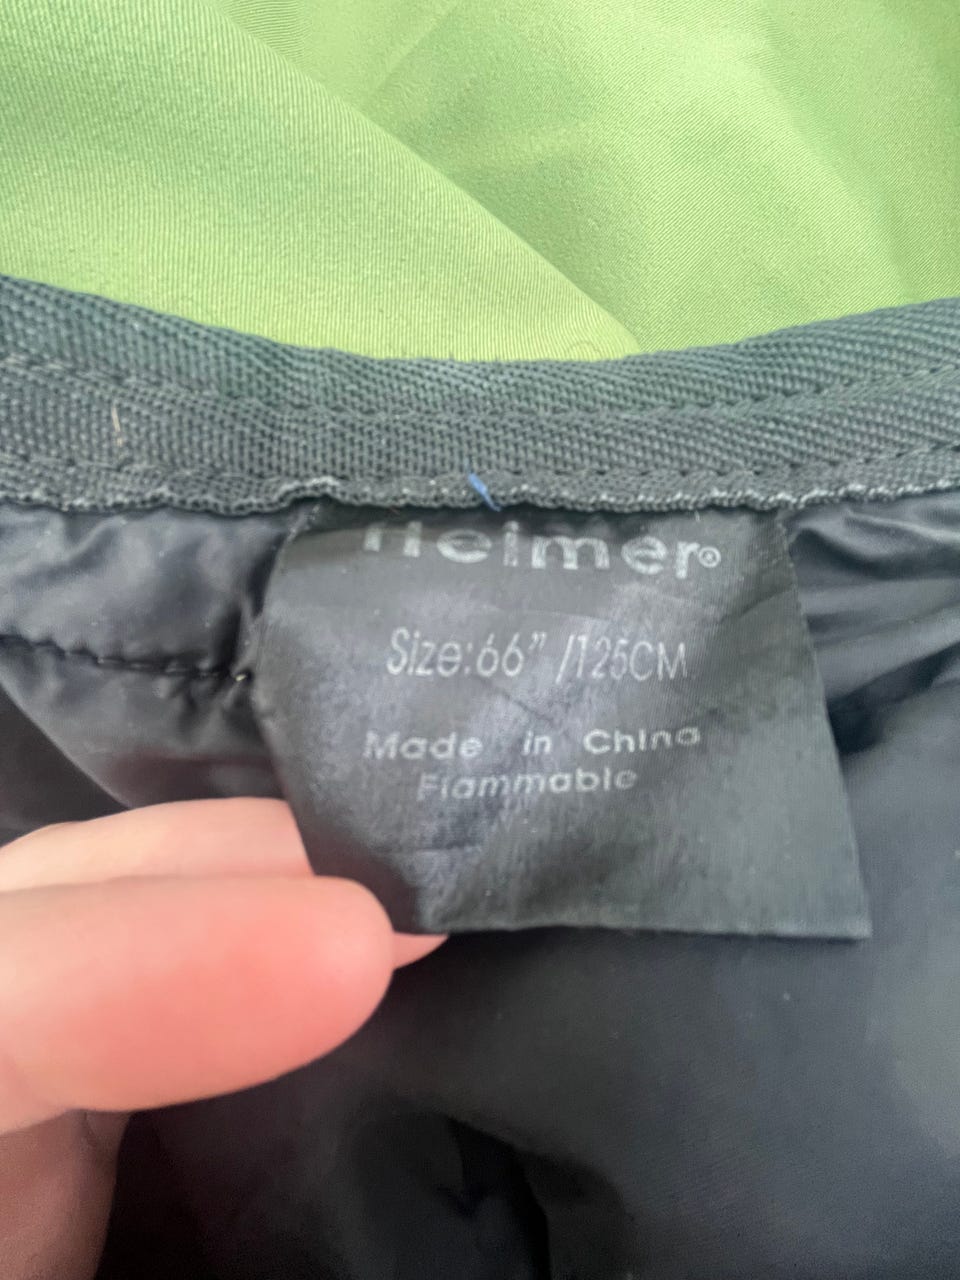 Heimer®
Size:66" /125CM
Made in China
Flammable